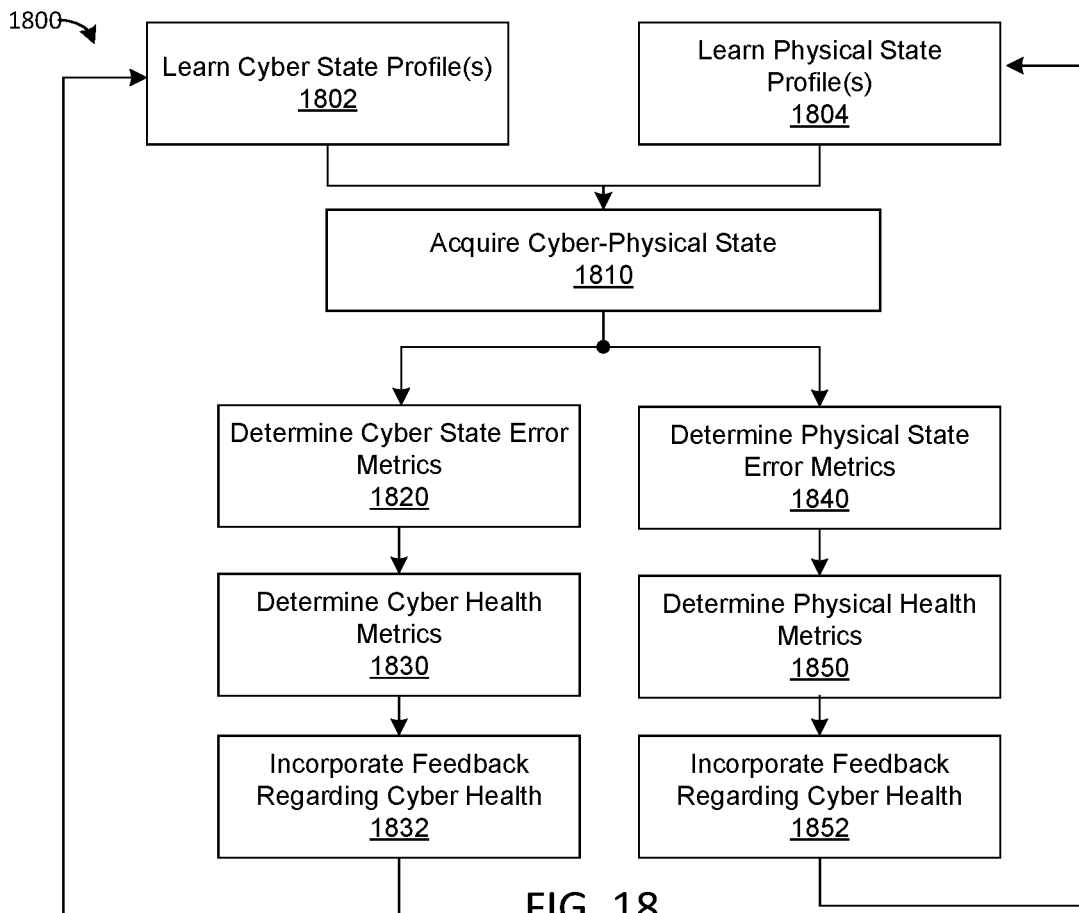 1800
Learn Cyber State Profile(s)
1802
Learn Physical State
Profile(s)
1804
Acquire Cyber-Physical State
1810
Determine Cyber State Error
Metrics
1820
Determine Physical State
Error Metrics
1840
Determine Cyber Health
Metrics
1830
Determine Physical Health
Metrics
1850
Incorporate Feedback
Regarding Cyber Health
1832
Incorporate Feedback
Regarding Cyber Health
1852
FIG. 18